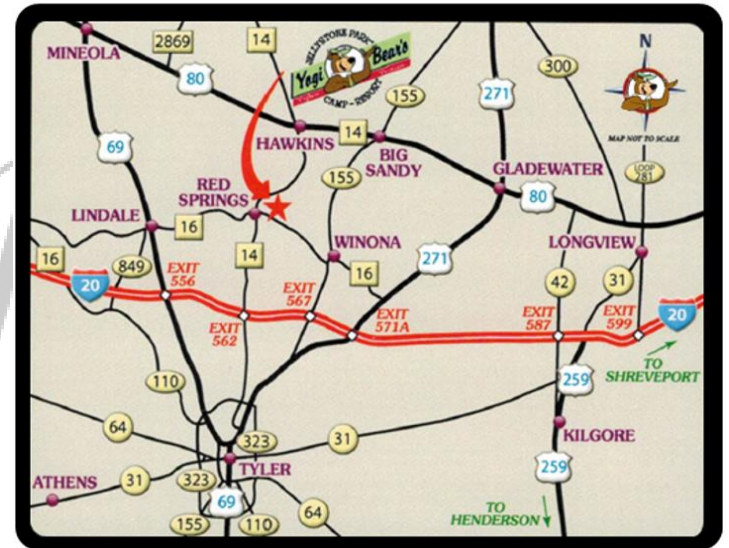 MINEOLA
2869
14
JELLYSTONE PARK
Yogi Bear's
CAMP-RESORT
80
155
271
300
N
MAP NOT TO SCALE
69
HAWKINS
14
BIG
SANDY
155
GLADEWATER
80
LOOP
281
RED
SPRINGS
LINDALE
16
14
WINONA
16
271
LONGVIEW
42
31
16
20
849
EXIT
556
EXIT
562
EXIT
567
EXIT
571A
EXIT
587
EXIT
599
20
TO
SHREVEPORT
110
259
64
323
31
KILGORE
TYLER
ATHENS
31
323
69
259
155
110
64
TO
HENDERSON